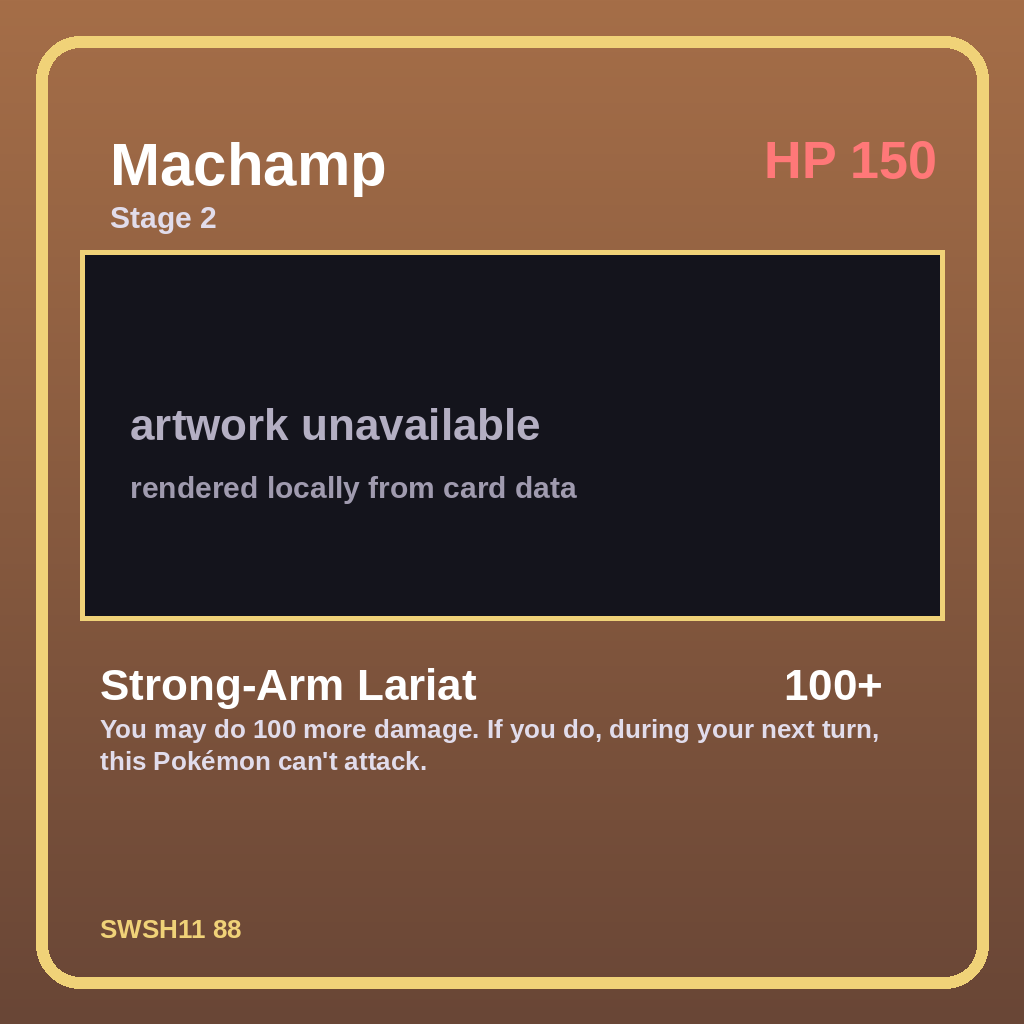 Machamp
HP 150
Stage 2
artwork unavailable
rendered locally from card data
Strong-Arm Lariat
100+
You may do 100 more damage. If you do, during your next turn,
this Pokémon can't attack.
SWSH11 88